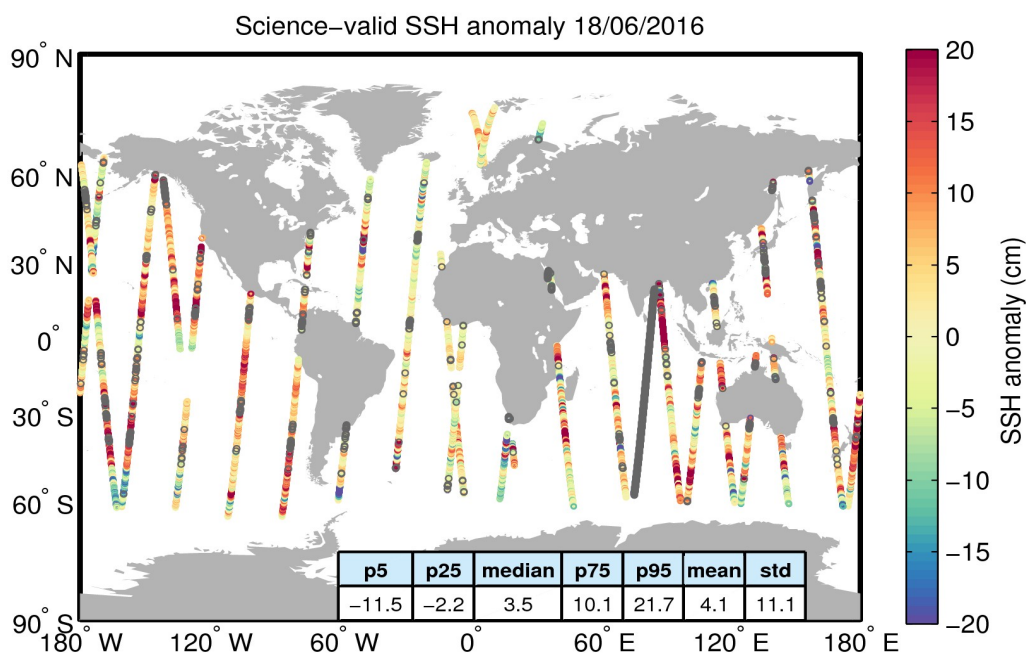 Science−valid SSH anomaly 18/06/2016
90° N
60° N
30° N
0°
30° S
60° S
90° S
180° W
120° W
60° W
0°
60° E
120° E
180° E
p5 p25 median p75 p95 mean std
−11.5 −2.2 3.5 10.1 21.7 4.1 11.1
20
15
10
5
0
−5
−10
−15
−20
SSH anomaly (cm)